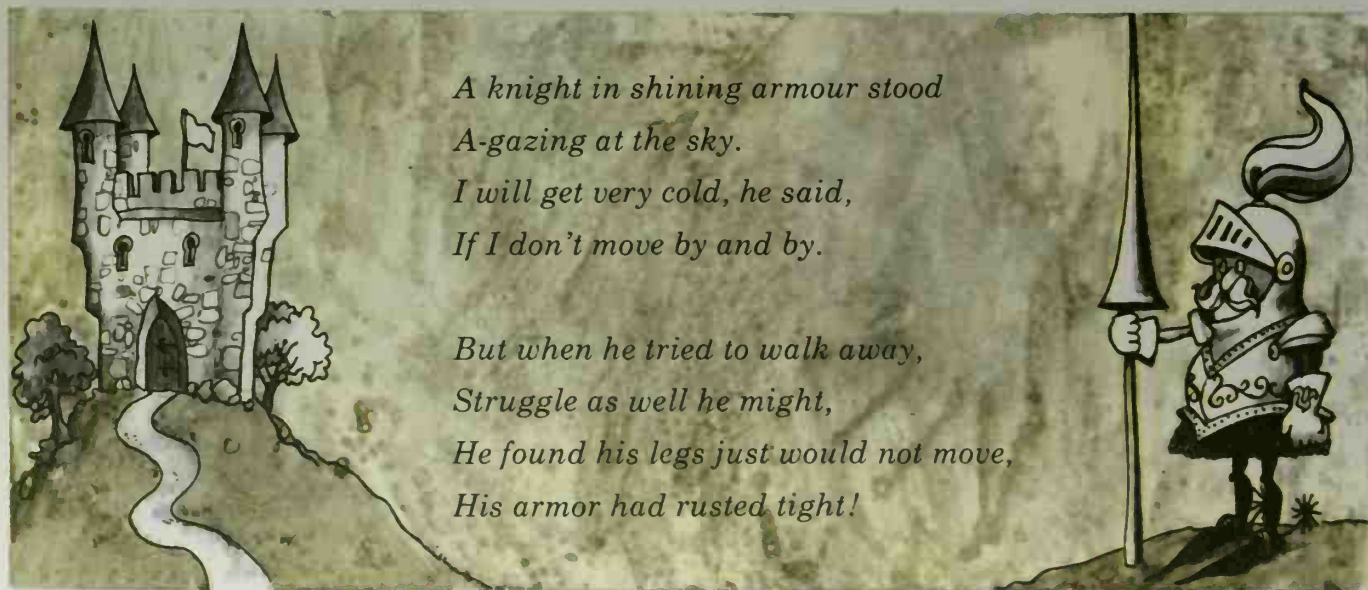 A knight in shining armour stood
A-gazing at the sky.
I will get very cold, he said,
If I don't move by and by.
But when he tried to walk away,
Struggle as well he might,
He found his legs just would not move,
His armor had rusted tight!